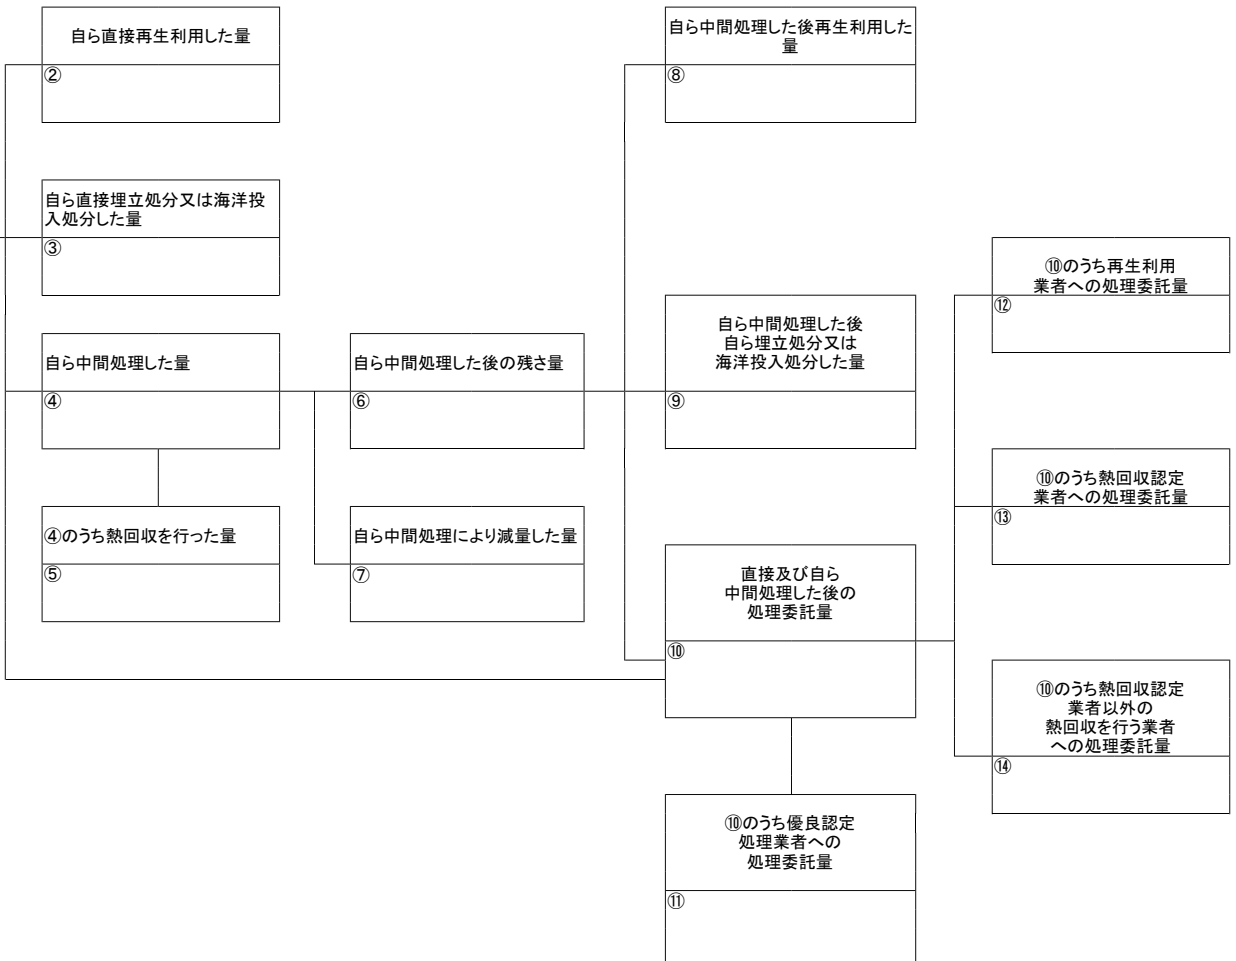 自ら直接再生利用した量
②
自ら直接埋立処分又は海洋投
入処分した量
③
自ら中間処理した量
④
④のうち熱回収を行った量
⑤
自ら中間処理した後の残さ量
⑥
自ら中間処理により減量した量
⑦
自ら中間処理した後再生利用した
量
⑧
自ら中間処理した後
自ら埋立処分又は
海洋投入処分した量
⑨
直接及び自ら
中間処理した後の
処理委託量
⑩
⑩のうち優良認定
処理業者への
処理委託量
⑪
⑩のうち再生利用
業者への処理委託量
⑫
⑩のうち熱回収認定
業者への処理委託量
⑬
⑩のうち熱回収認定
業者以外の
熱回収を行う業者
への処理委託量
⑭